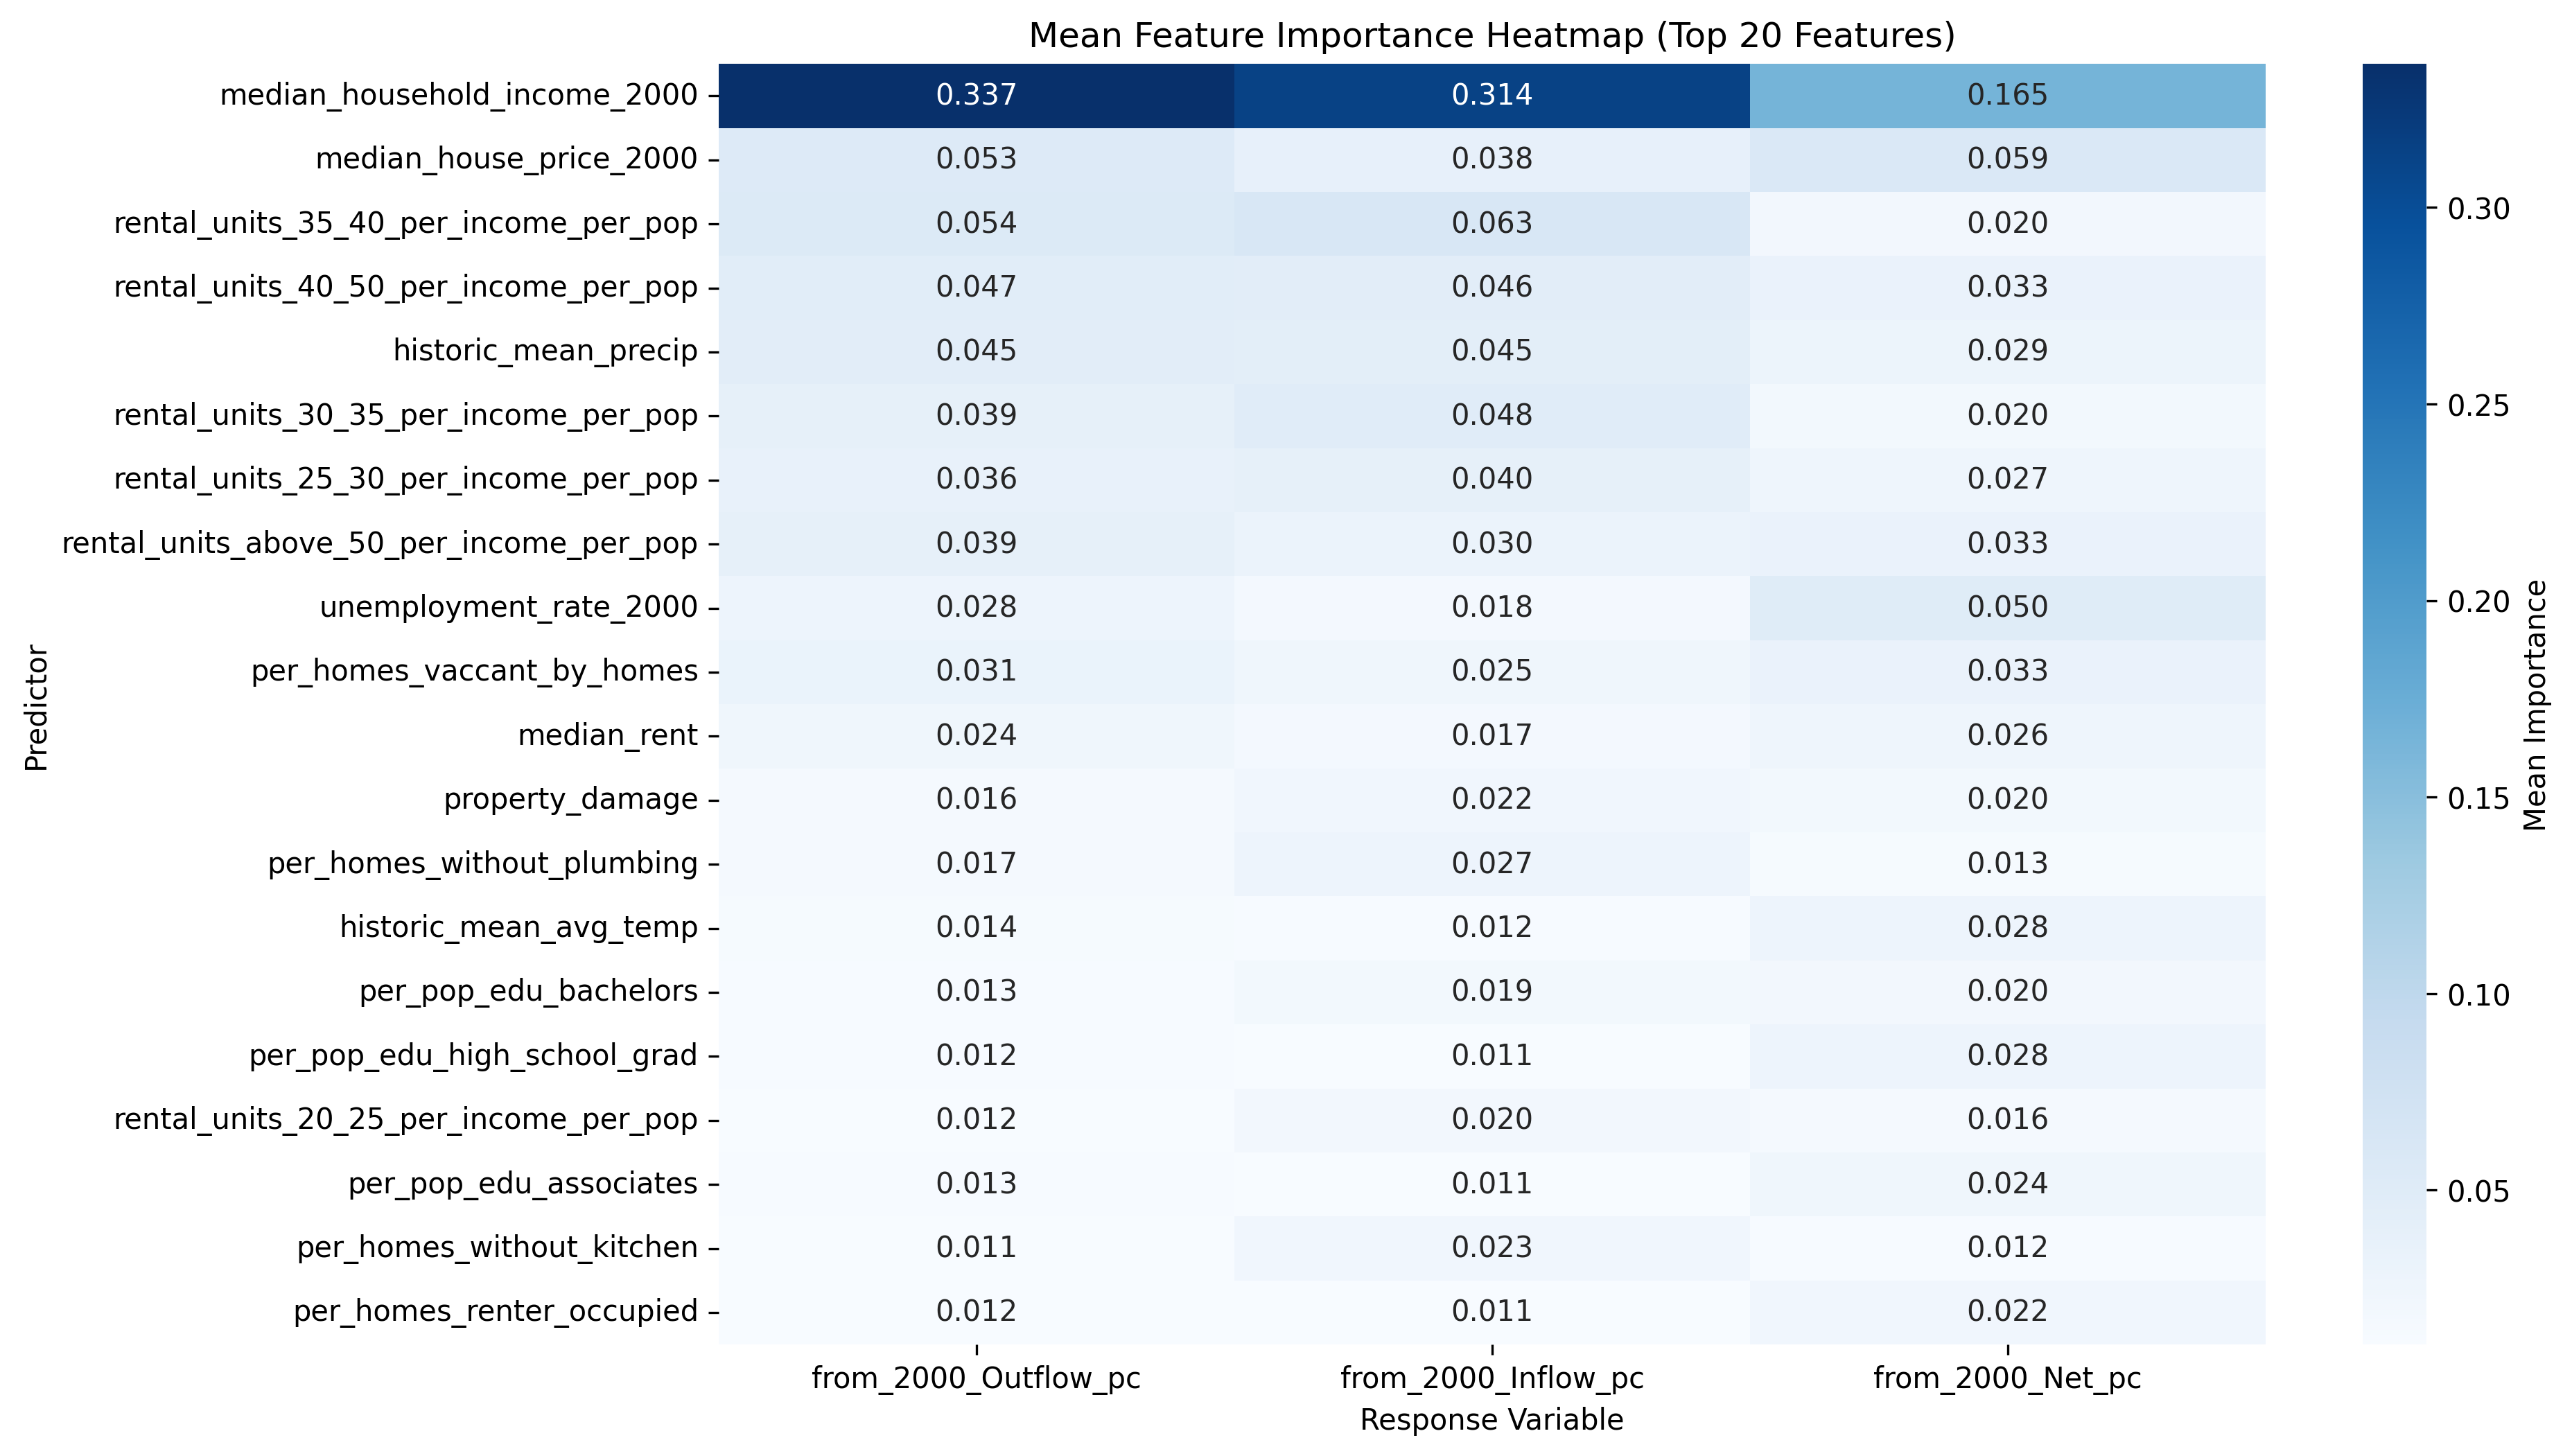 Mean Feature Importance Heatmap (Top 20 Features)
median_household_income_2000 0.337 0.314 0.165
median_house_price_2000 0.053 0.038 0.059
rental_units_35_40_per_income_per_pop 0.054 0.063 0.020
rental_units_40_50_per_income_per_pop 0.047 0.046 0.033
historic_mean_precip 0.045 0.045 0.029
rental_units_30_35_per_income_per_pop 0.039 0.048 0.020
rental_units_25_30_per_income_per_pop 0.036 0.040 0.027
rental_units_above_50_per_income_per_pop 0.039 0.030 0.033
unemployment_rate_2000 0.028 0.018 0.050
per_homes_vaccant_by_homes 0.031 0.025 0.033
median_rent 0.024 0.017 0.026
property_damage 0.016 0.022 0.020
per_homes_without_plumbing 0.017 0.027 0.013
historic_mean_avg_temp 0.014 0.012 0.028
per_pop_edu_bachelors 0.013 0.019 0.020
per_pop_edu_high_school_grad 0.012 0.011 0.028
rental_units_20_25_per_income_per_pop 0.012 0.020 0.016
per_pop_edu_associates 0.013 0.011 0.024
per_homes_without_kitchen 0.011 0.023 0.012
per_homes_renter_occupied 0.012 0.011 0.022
from_2000_Outflow_pc from_2000_Inflow_pc from_2000_Net_pc
Response Variable
Predictor
0.30
0.25
0.20
0.15
0.10
0.05
Mean Importance